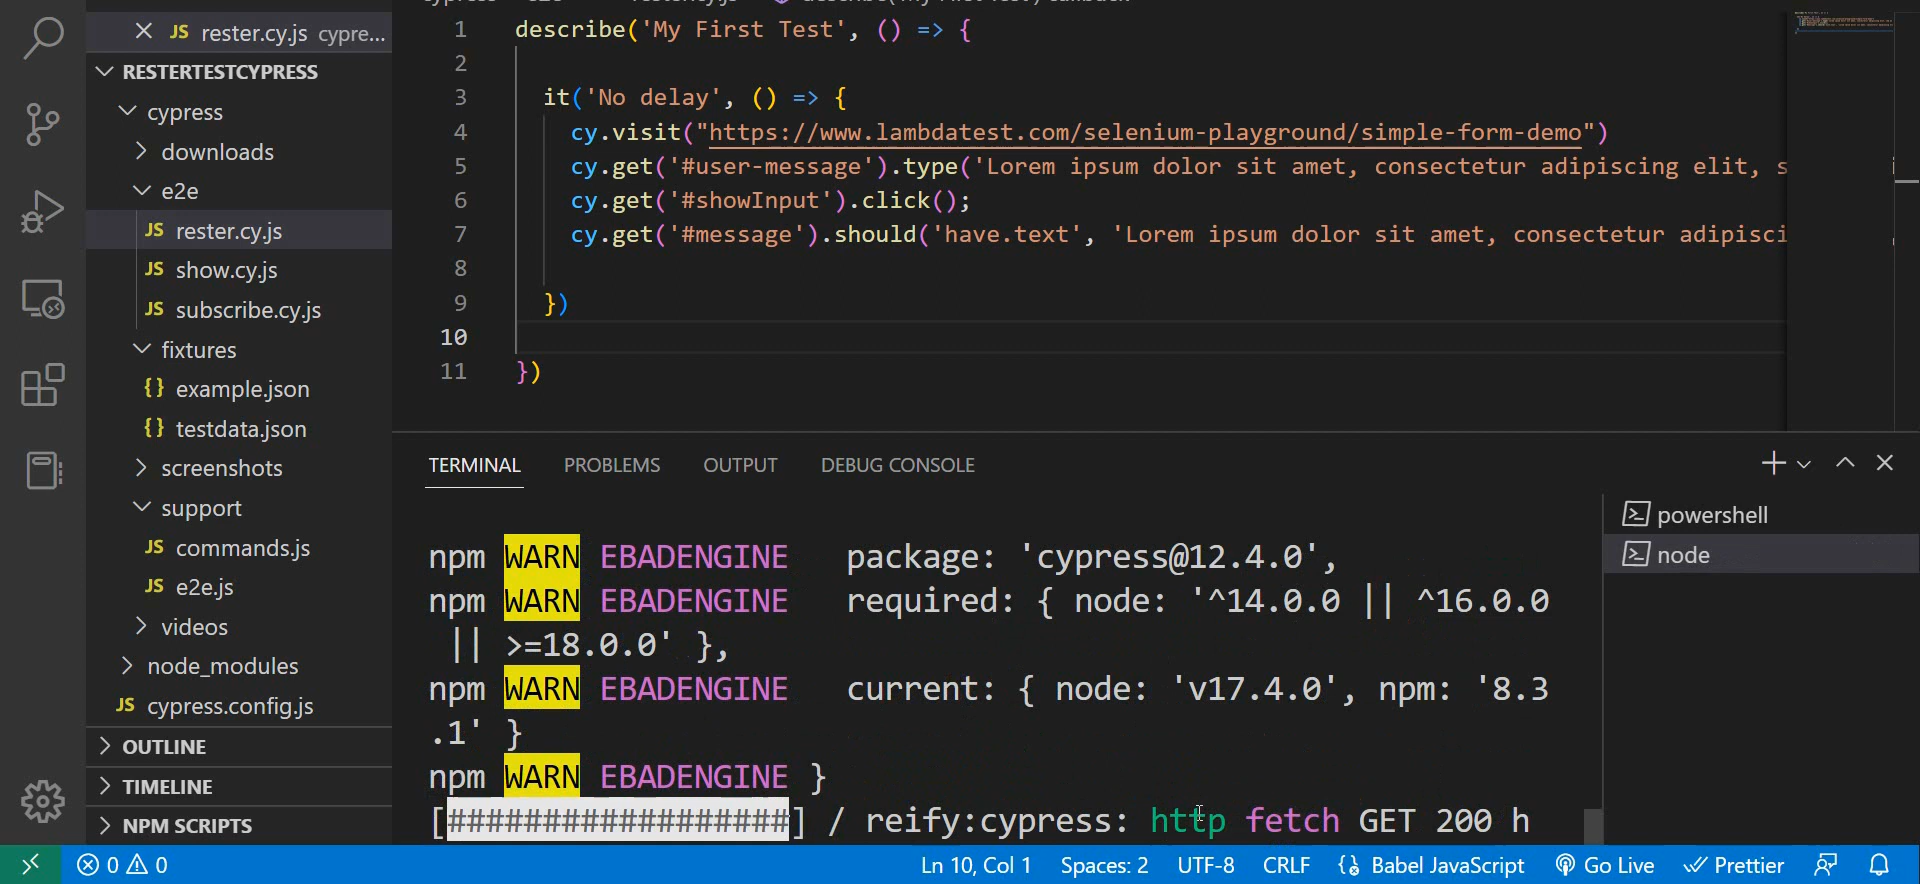 JS rester.cy.js cypre...
RESTERTESTCYPRESS
cypress
downloads
e2e
JS rester.cy.js
JS show.cy.js
JS subscribe.cy.js
fixtures
{} example.json
{} testdata.json
screenshots
support
JS commands.js
JS e2e.js
videos
node_modules
JS cypress.config.js
OUTLINE
TIMELINE
NPM SCRIPTS
1 describe('My First Test', () => {
2
3 it('No delay', () => {
4 cy.visit("https://www.lambdatest.com/selenium-playground/simple-form-demo")
5 cy.get('#user-message').type('Lorem ipsum dolor sit amet, consectetur adipiscing elit, s
6 cy.get('#showInput').click();
7 cy.get('#message').should('have.text', 'Lorem ipsum dolor sit amet, consectetur adipisci
8
9 })
10
11 })
TERMINAL PROBLEMS OUTPUT DEBUG CONSOLE
npm WARN EBADENGINE package: 'cypress@12.4.0',
npm WARN EBADENGINE required: { node: '^14.0.0 || ^16.0.0
|| >=18.0.0' },
npm WARN EBADENGINE current: { node: 'v17.4.0', npm: '8.3
.1' }
npm WARN EBADENGINE }
[##################] / reify:cypress: http fetch GET 200 h
powershell
node
0 0
Ln 10, Col 1 Spaces: 2 UTF-8 CRLF {} Babel JavaScript Go Live Prettier